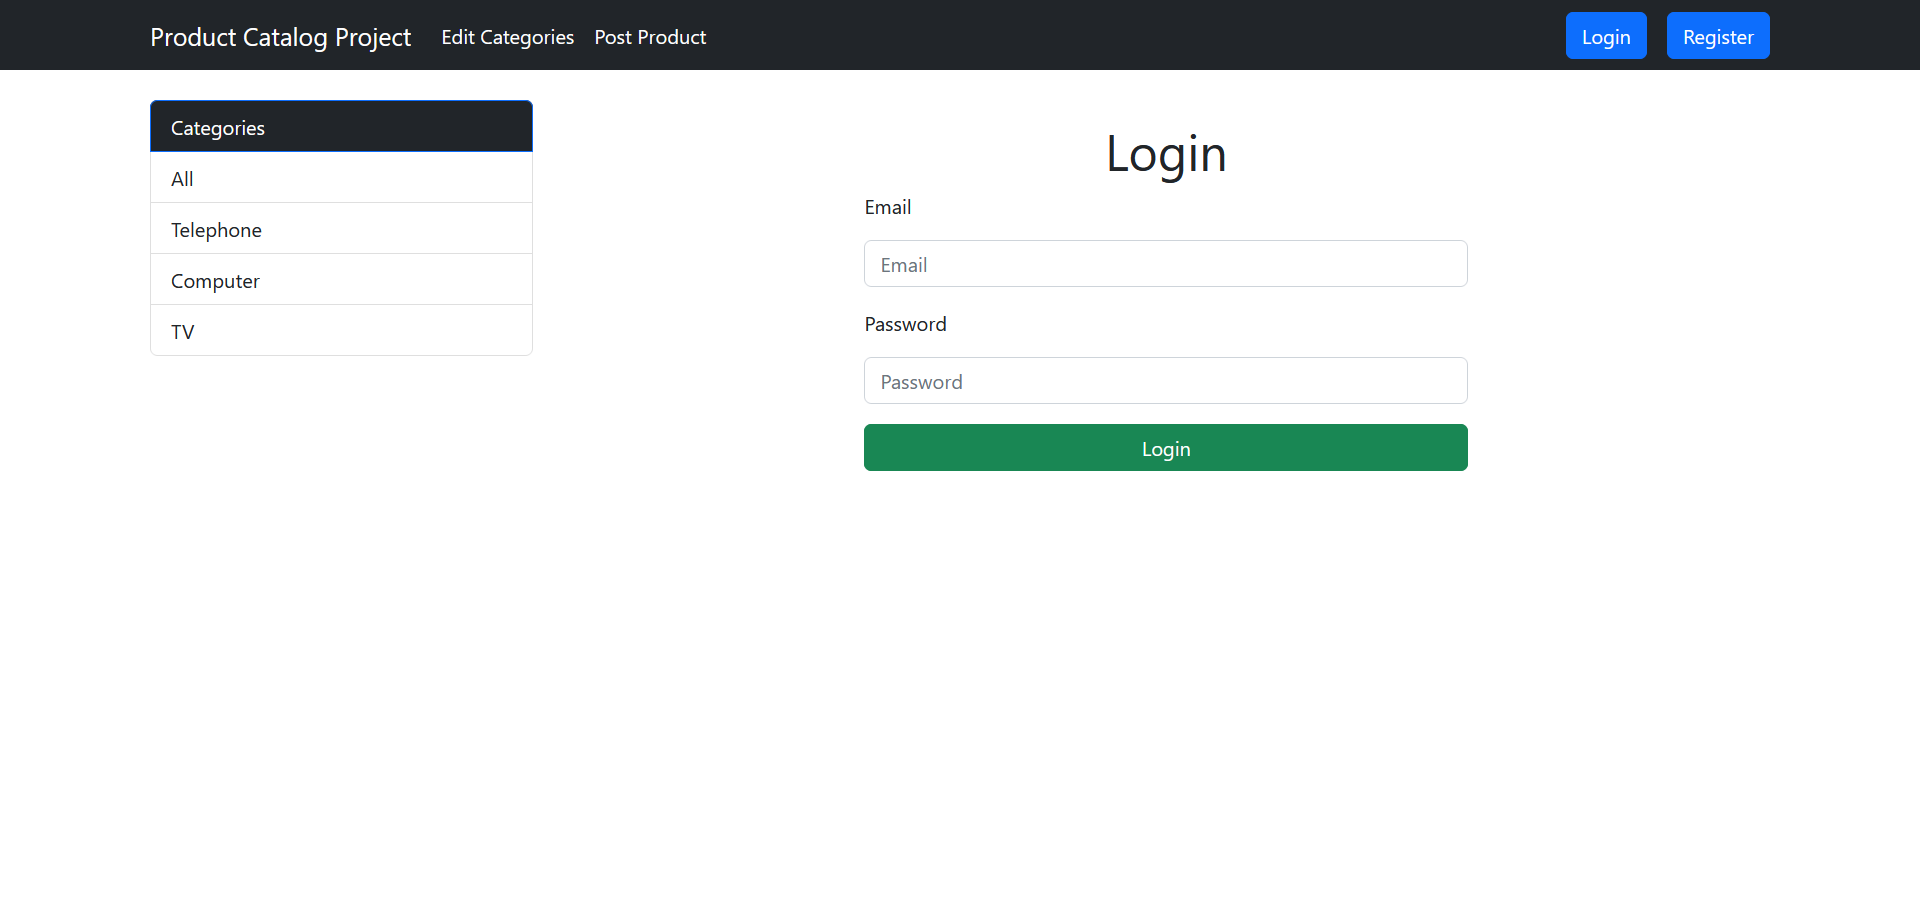 Product Catalog Project Edit Categories Post Product Login Register
Categories
All
Telephone
Computer
TV
Login
Email
Email
Password
Password
Login